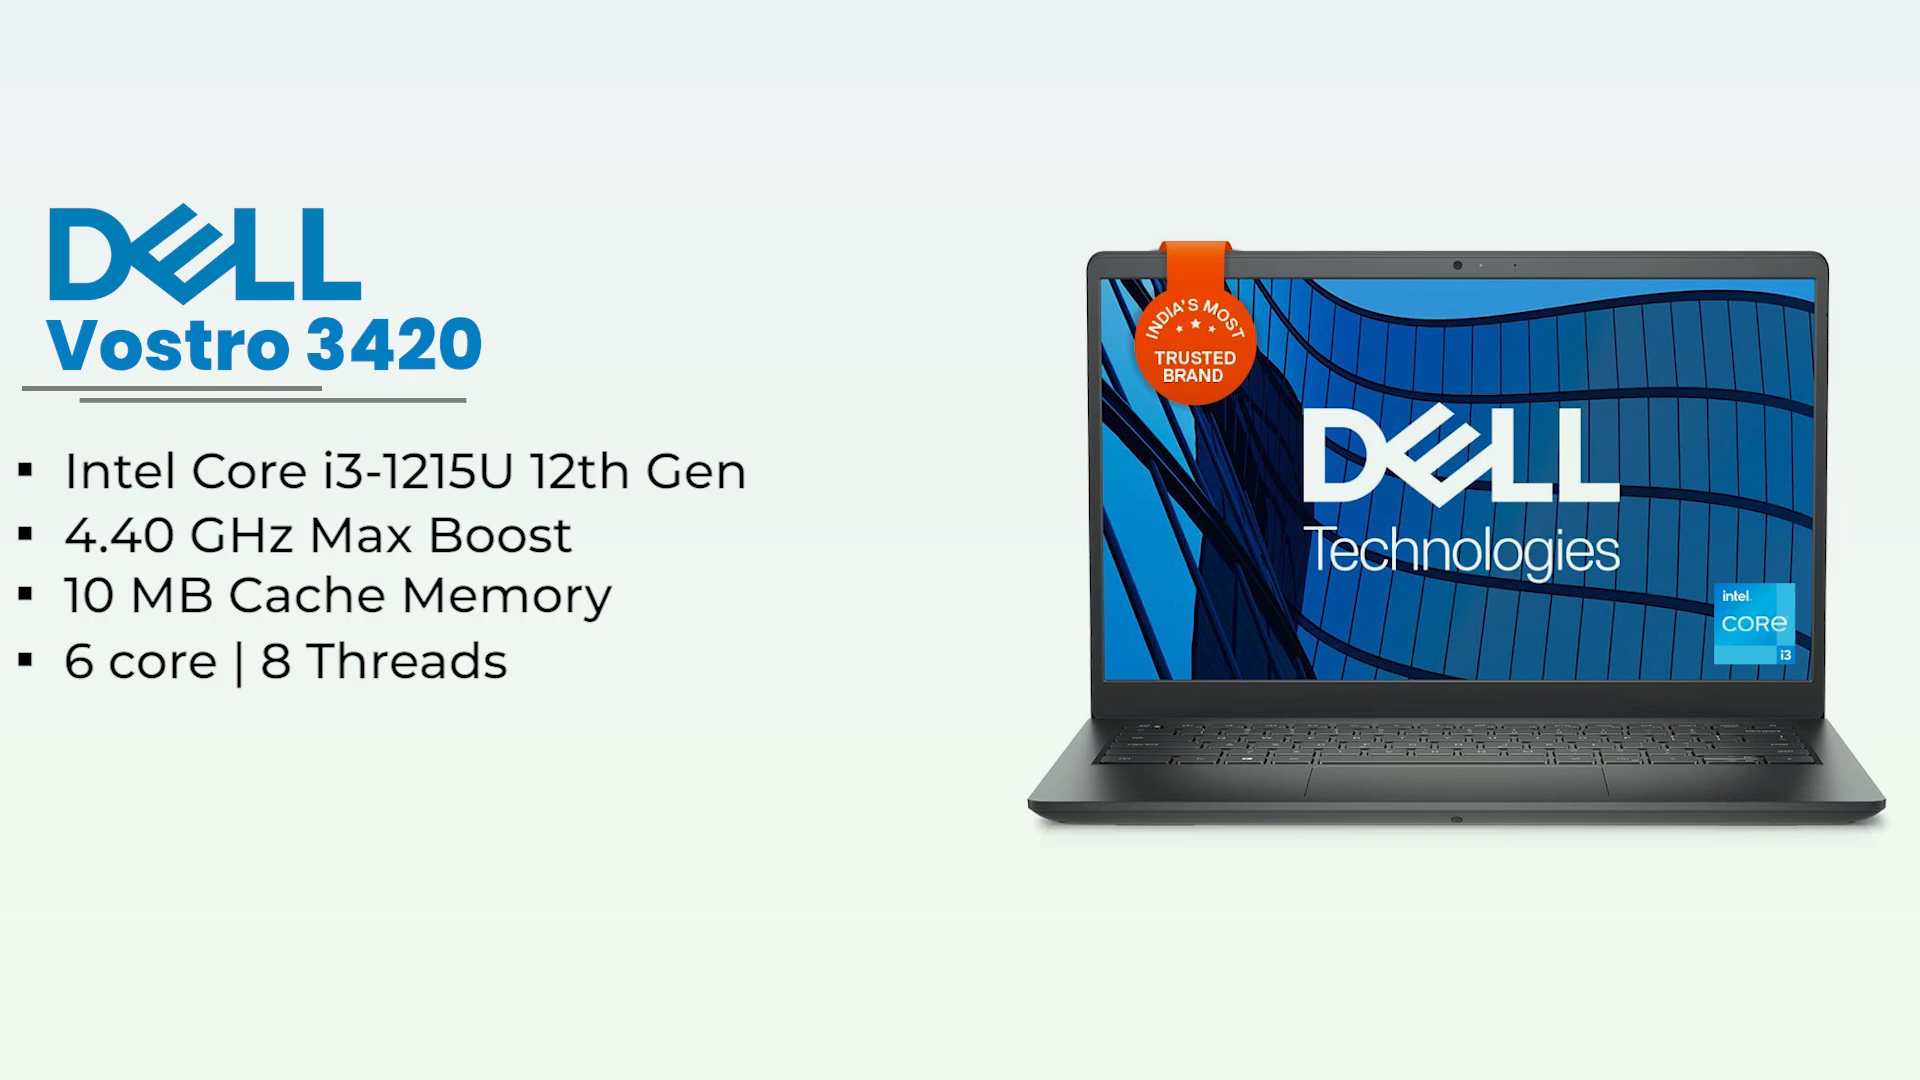 DELL
Vostro 3420
Intel Core i3-1215U 12th Gen
4.40 GHz Max Boost
10 MB Cache Memory
6 core | 8 Threads
INDIA'S MOST
TRUSTED
BRAND
DELL
Technologies
intel.
CORE
i3